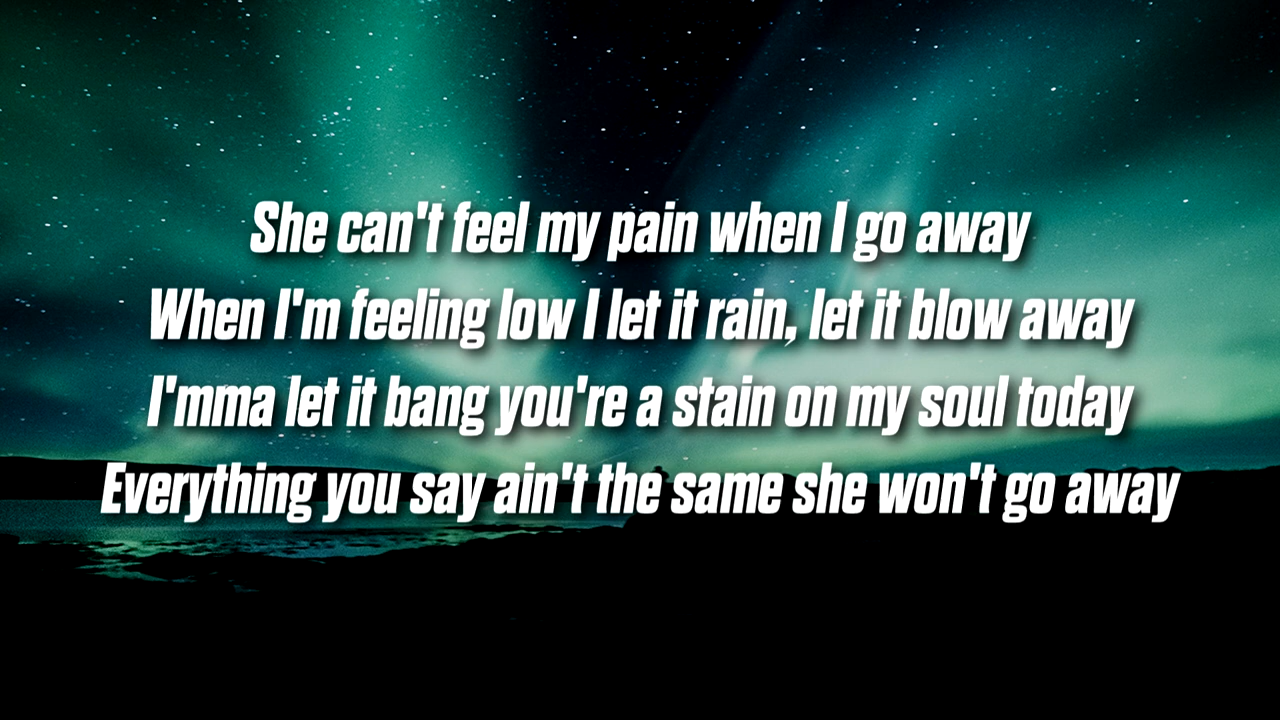 She can't feel my pain when I go away
When I'm feeling low I let it rain, let it blow away
I'mma let it bang you're a stain on my soul today
Everything you say ain't the same she won't go away